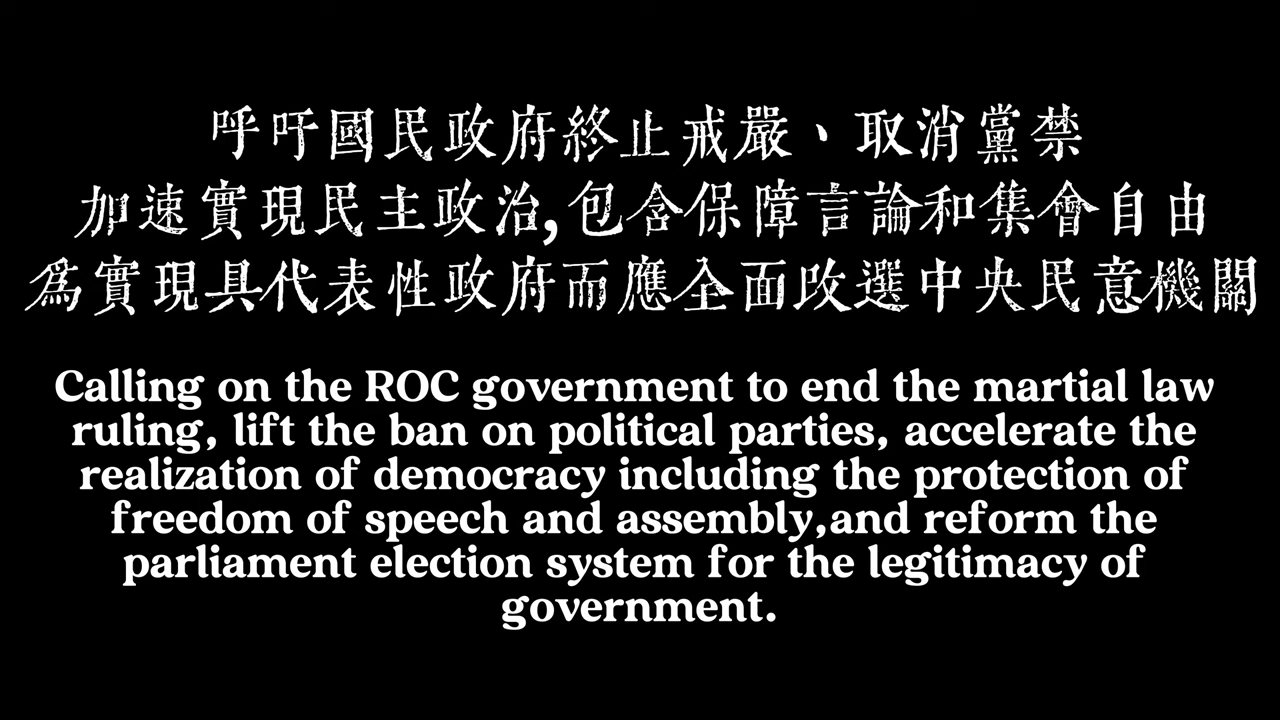 呼吁國民政府終止戒嚴、取消黨禁
加速實現民主政治,包含保障言論和集會自由
為實現具代表性政府而應全面改選中央民意機關
Calling on the ROC government to end the martial law
ruling, lift the ban on political parties, accelerate the
realization of democracy including the protection of
freedom of speech and assembly,and reform the
parliament election system for the legitimacy of
government.